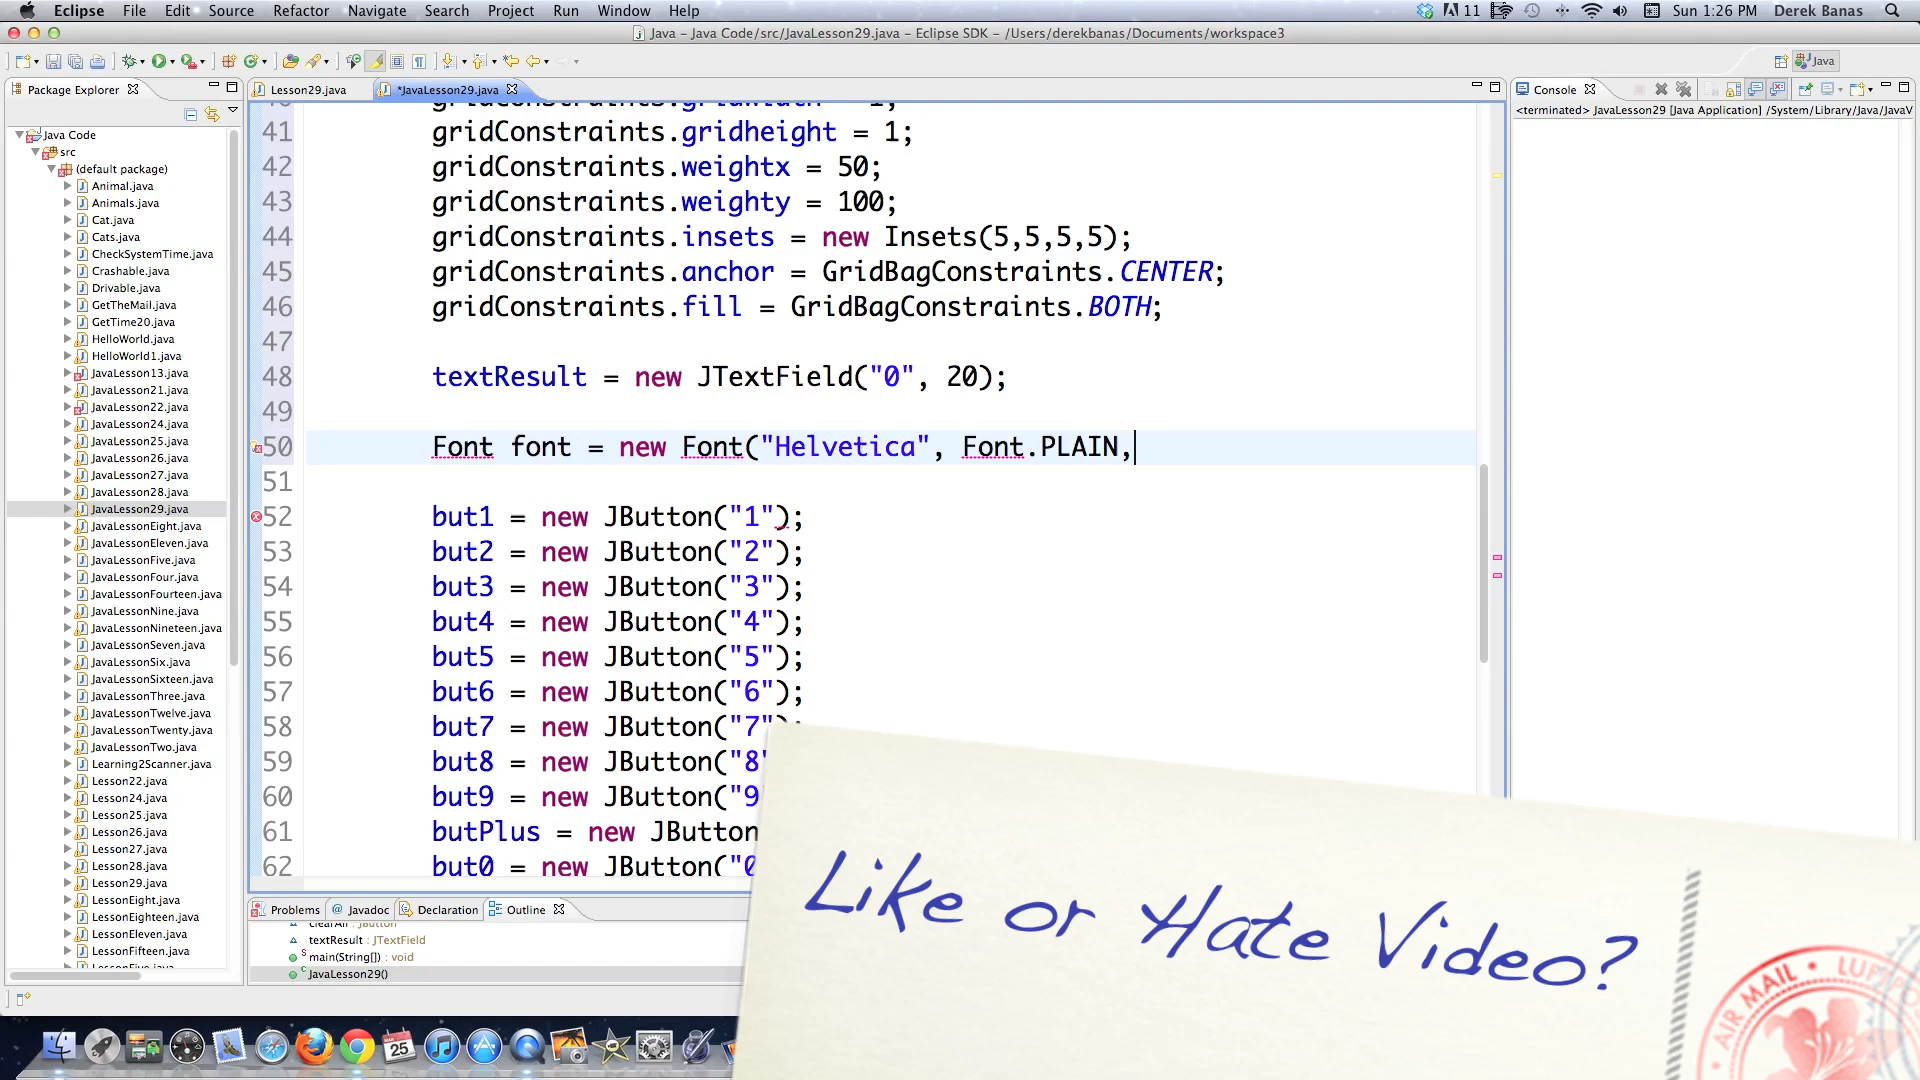 Eclipse File Edit Source Refactor Navigate Search Project Run Window Help 11 Sun 1:26 PM Derek Banas
Java – Java Code/src/JavaLesson29.java – Eclipse SDK – /Users/derekbanas/Documents/workspace3
Java
Package Explorer
Java Code
src
(default package)
Animal.java
Animals.java
Cat.java
Cats.java
CheckSystemTime.java
Crashable.java
Drivable.java
GetTheMail.java
GetTime20.java
HelloWorld.java
HelloWorld1.java
JavaLesson13.java
JavaLesson21.java
JavaLesson22.java
JavaLesson24.java
JavaLesson25.java
JavaLesson26.java
JavaLesson27.java
JavaLesson28.java
JavaLesson29.java
JavaLessonEight.java
JavaLessonEleven.java
JavaLessonFive.java
JavaLessonFour.java
JavaLessonFourteen.java
JavaLessonNine.java
JavaLessonNineteen.java
JavaLessonSeven.java
JavaLessonSix.java
JavaLessonSixteen.java
JavaLessonThree.java
JavaLessonTwelve.java
JavaLessonTwenty.java
JavaLessonTwo.java
Learning2Scanner.java
Lesson22.java
Lesson24.java
Lesson25.java
Lesson26.java
Lesson27.java
Lesson28.java
Lesson29.java
LessonEight.java
LessonEighteen.java
LessonEleven.java
LessonFifteen.java
LessonFive.java
Lesson29.java *JavaLesson29.java
40 gridConstraints.gridwidth = 1;
41 gridConstraints.gridheight = 1;
42 gridConstraints.weightx = 50;
43 gridConstraints.weighty = 100;
44 gridConstraints.insets = new Insets(5,5,5,5);
45 gridConstraints.anchor = GridBagConstraints.CENTER;
46 gridConstraints.fill = GridBagConstraints.BOTH;
47
48 textResult = new JTextField("0", 20);
49
50 Font font = new Font("Helvetica", Font.PLAIN,
51
52 but1 = new JButton("1");
53 but2 = new JButton("2");
54 but3 = new JButton("3");
55 but4 = new JButton("4");
56 but5 = new JButton("5");
57 but6 = new JButton("6");
58 but7 = new JButton("7");
59 but8 = new JButton("8"
60 but9 = new JButton("9
61 butPlus = new JButton
62 but0 = new JButton("0
Problems Javadoc Declaration Outline
clearAll : JButton
textResult : JTextField
main(String[]) : void
JavaLesson29()
Console
<terminated> JavaLesson29 [Java Application] /System/Library/Java/JavaV
Like or Hate Video?
AIR MAIL • LUF
25